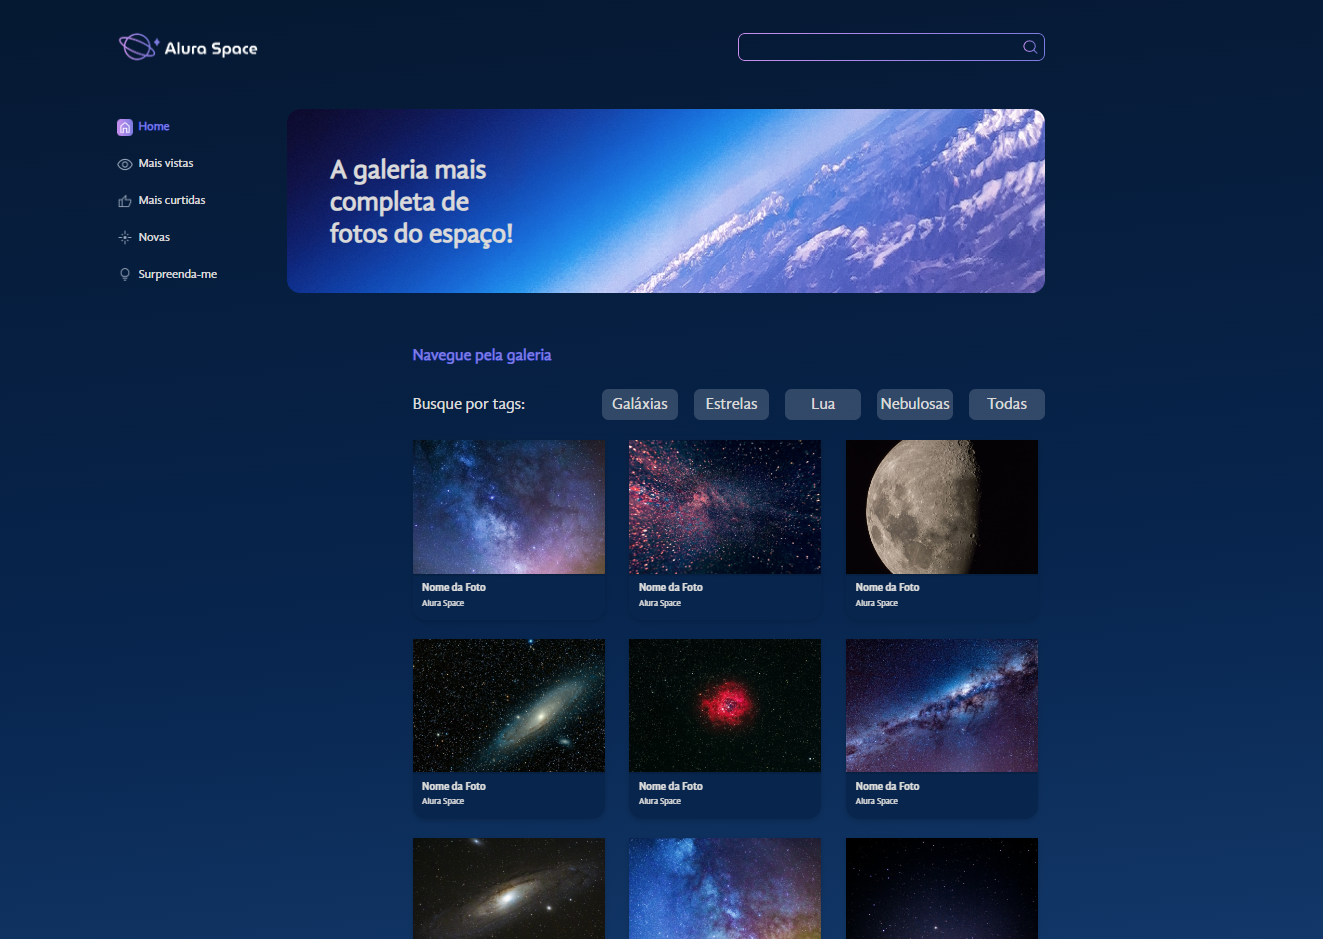 Alura Space
Home
Mais vistas
Mais curtidas
Novas
Surpreenda-me
A galeria mais
completa de
fotos do espaço!
Navegue pela galeria
Busque por tags:
Galáxias
Estrelas
Lua
Nebulosas
Todas
Nome da Foto
Alura Space
Nome da Foto
Alura Space
Nome da Foto
Alura Space
Nome da Foto
Alura Space
Nome da Foto
Alura Space
Nome da Foto
Alura Space